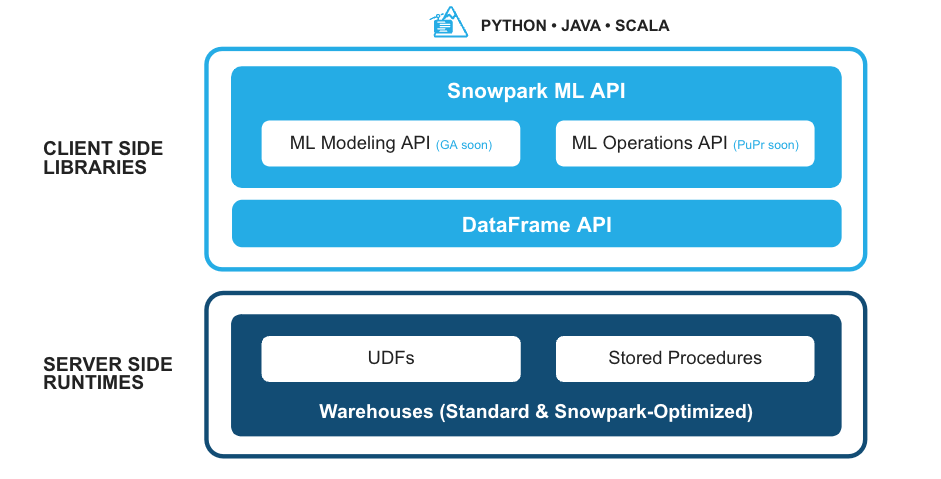 PYTHON • JAVA • SCALA
CLIENT SIDE
LIBRARIES
Snowpark ML API
ML Modeling API (GA soon)
ML Operations API (PuPr soon)
DataFrame API
SERVER SIDE
RUNTIMES
UDFs
Stored Procedures
Warehouses (Standard & Snowpark-Optimized)